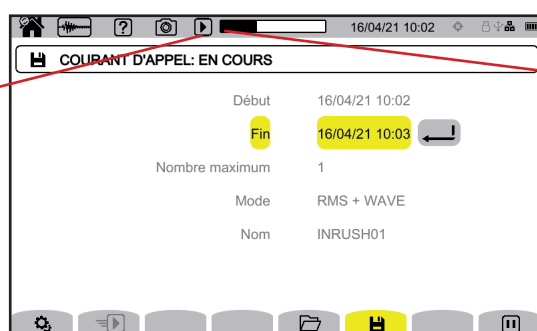 ?
16/04/21 10:02
COURANT D'APPEL: EN COURS
Début 16/04/21 10:02
Fin 16/04/21 10:03
Nombre maximum 1
Mode RMS + WAVE
Nom INRUSH01